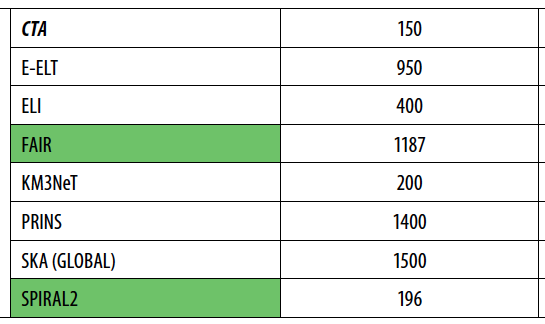 CTA 150
E-ELT 950
ELI 400
FAIR 1187
KM3NeT 200
PRINS 1400
SKA (GLOBAL) 1500
SPIRAL2 196